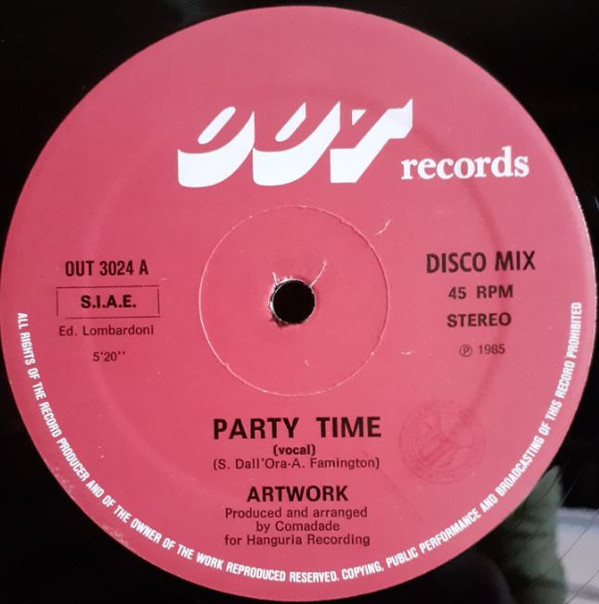 OUT
records
OUT 3024 A
S.I.A.E.
Ed. Lombardoni
5'20''
DISCO MIX
45 RPM
STEREO
℗ 1985
PARTY TIME
(vocal)
(S. Dall'Ora-A. Famington)
ARTWORK
Produced and arranged
by Comadade
for Hanguria Recording
ALL RIGHTS OF THE RECORD PRODUCER AND OF THE OWNER OF THE WORK REPRODUCED RESERVED. COPYING, PUBLIC PERFORMANCE AND BROADCASTING OF THIS RECORD PROHIBITED